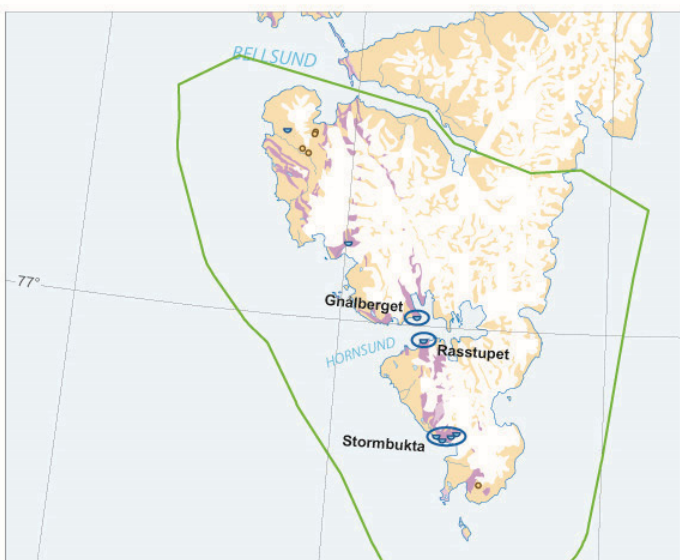 BELLSUND
77°
Gnålberget
HORNSUND
Rasstupet
Stormbukta